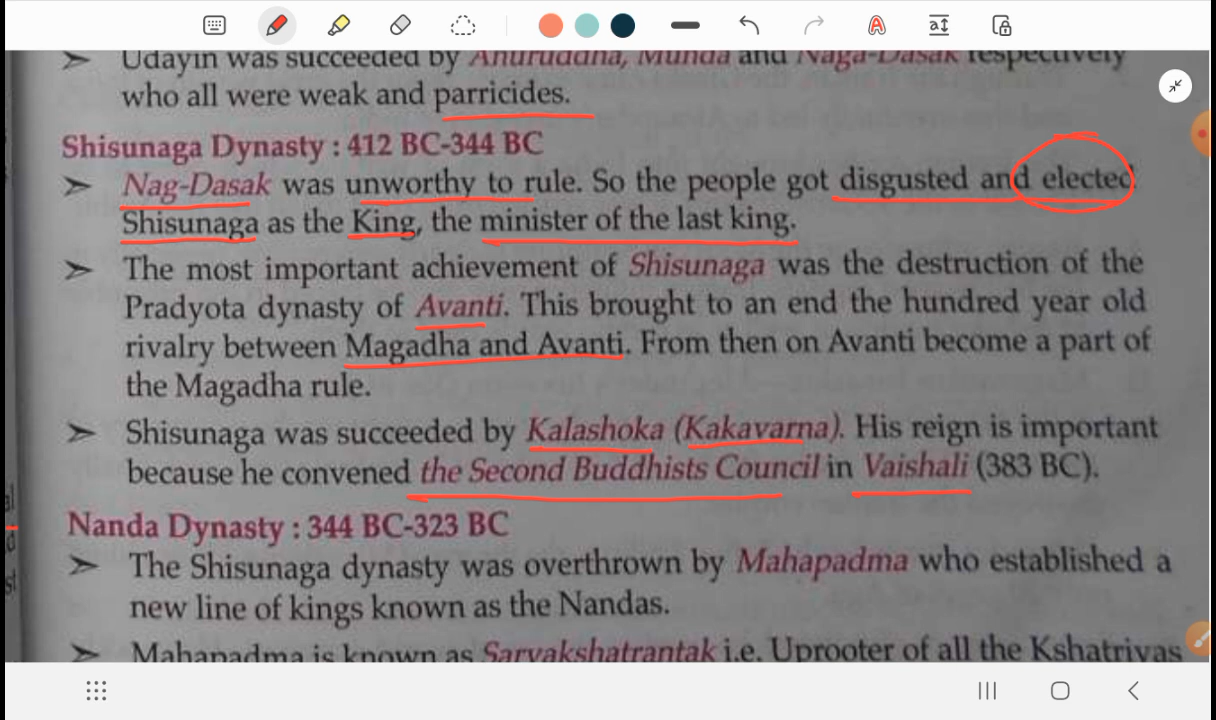 Udayin was succeeded by Anuruddha, Munda and Naga-Dasak respectively
who all were weak and parricides.
Shisunaga Dynasty : 412 BC-344 BC
➢ Nag-Dasak was unworthy to rule. So the people got disgusted and elected
Shisunaga as the King, the minister of the last king.
➢ The most important achievement of Shisunaga was the destruction of the
Pradyota dynasty of Avanti. This brought to an end the hundred year old
rivalry between Magadha and Avanti. From then on Avanti become a part of
the Magadha rule.
➢ Shisunaga was succeeded by Kalashoka (Kakavarna). His reign is important
because he convened the Second Buddhists Council in Vaishali (383 BC).
Nanda Dynasty : 344 BC-323 BC
➢ The Shisunaga dynasty was overthrown by Mahapadma who established a
new line of kings known as the Nandas.
➢ Mahapadma is known as Sarvakshatrantak i.e. Uprooter of all the Kshatriyas